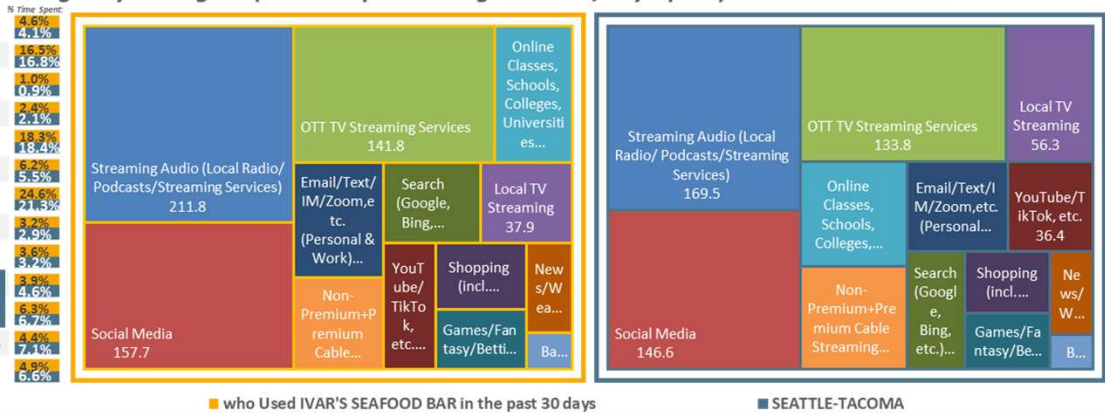 % Time Spent:
4.6%
4.1%
16.5%
16.8%
1.0%
0.9%
2.4%
2.1%
18.3%
18.4%
6.2%
5.5%
24.6%
21.3%
3.2%
2.9%
3.6%
3.2%
3.9%
4.6%
6.3%
6.7%
4.4%
7.1%
4.9%
6.6%
Streaming Audio (Local Radio/
Podcasts/Streaming Services)
211.8
Social Media
157.7
OTT TV Streaming Services
141.8
Online
Classes,
Schools,
Colleges,
Universiti
es...
Email/Text/
IM/Zoom,e
tc.
(Personal &
Work)...
Search
(Google,
Bing,...
Local TV
Streaming
37.9
Non-
Premium+P
remium
Cable...
YouT
ube/
TikTo
k,
etc....
Shopping
(incl....
New
s/W
ea...
Games/Fan
tasy/Betti...
Ba...
Streaming Audio (Local
Radio/ Podcasts/Streaming
Services)
169.5
Social Media
146.6
OTT TV Streaming Services
133.8
Local TV
Streaming
56.3
Online
Classes,
Schools,
Colleges,...
Email/Text/I
M/Zoom,etc.
(Personal...
YouTube/T
ikTok, etc.
36.4
Non-
Premium+Pre
mium Cable
Streaming...
Search
(Googl
e,
Bing,
etc.)...
Shopping
(incl....
Ne
ws/
W...
Games/Fa
ntasy/Be...
B...
who Used IVAR'S SEAFOOD BAR in the past 30 days
SEATTLE-TACOMA